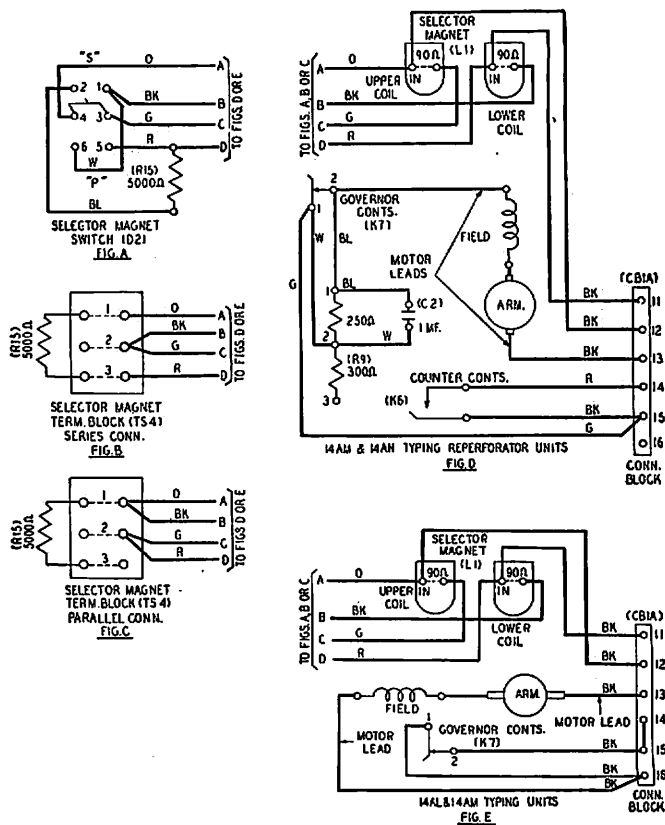 "S"
O
A
2
1
BK
B
4
3
G
C
R
D
6
5
W
(R15)
5000Ω
"P"
BL
TO FIGS. D OR E
SELECTOR MAGNET
SWITCH (D2)
FIG.A
(R15)
5000Ω
1
O
A
BK
B
2
G
C
3
R
D
TO FIGS D OR E
SELECTOR MAGNET
TERM. BLOCK (TS4)
SERIES CONN.
FIG.B
(R15)
5000Ω
1
O
A
BK
B
2
G
C
R
D
3
TO FIGS D OR E
SELECTOR MAGNET
TERM. BLOCK (TS4)
PARALLEL CONN.
FIG.C
SELECTOR
MAGNET
(L1)
90Ω
90Ω
A
O
IN
IN
UPPER
COIL
B
BK
LOWER
COIL
C
G
D
R
TO FIGS. A, B OR C
2
1
GOVERNOR
CONTS.
(K7)
W
BL
FIELD
MOTOR
LEADS
G
1
BL
(C2)
250Ω
1 MF.
ARM.
2
W
(R9)
300Ω
3
COUNTER CONTS.
(K6)
(CB1A)
BK
11
12
BK
13
R
14
BK
15
G
16
CONN.
BLOCK
14AM & 14AH TYPING REPERFORATOR UNITS
FIG.D
SELECTOR
MAGNET
(L1)
90Ω
90Ω
A
O
IN
IN
UPPER
COIL
B
BK
LOWER
COIL
C
G
D
R
TO FIGS. A, B OR C
(CB1A)
BK
11
BK
12
FIELD
ARM.
BK
13
14
MOTOR LEAD
MOTOR
LEAD
1
GOVERNOR CONTS.
(K7)
2
BK
15
BK
16
BK
CONN.
BLOCK
14AL & 14AM TYPING UNITS
FIG. E